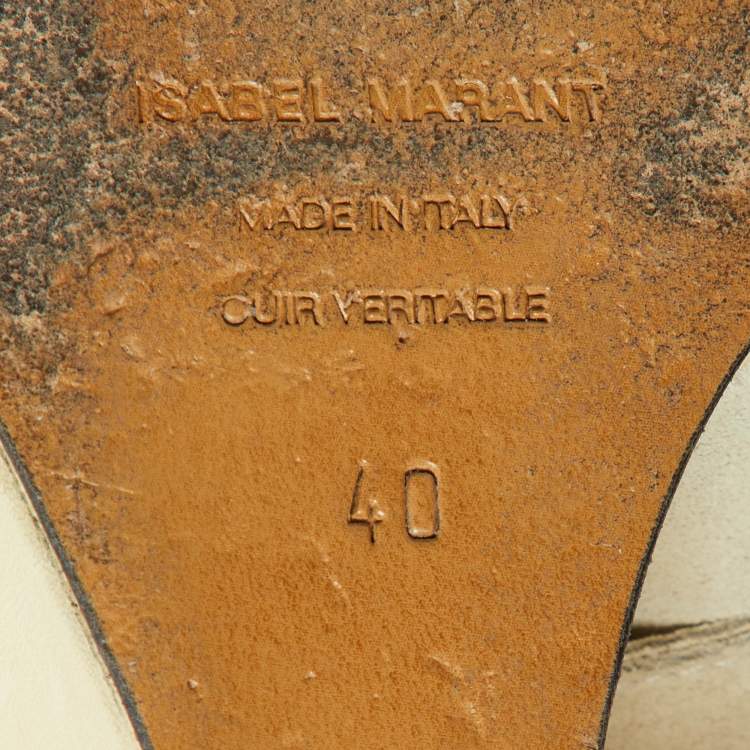 ISABEL MARANT
MADE IN ITALY
CUIR VERITABLE
40